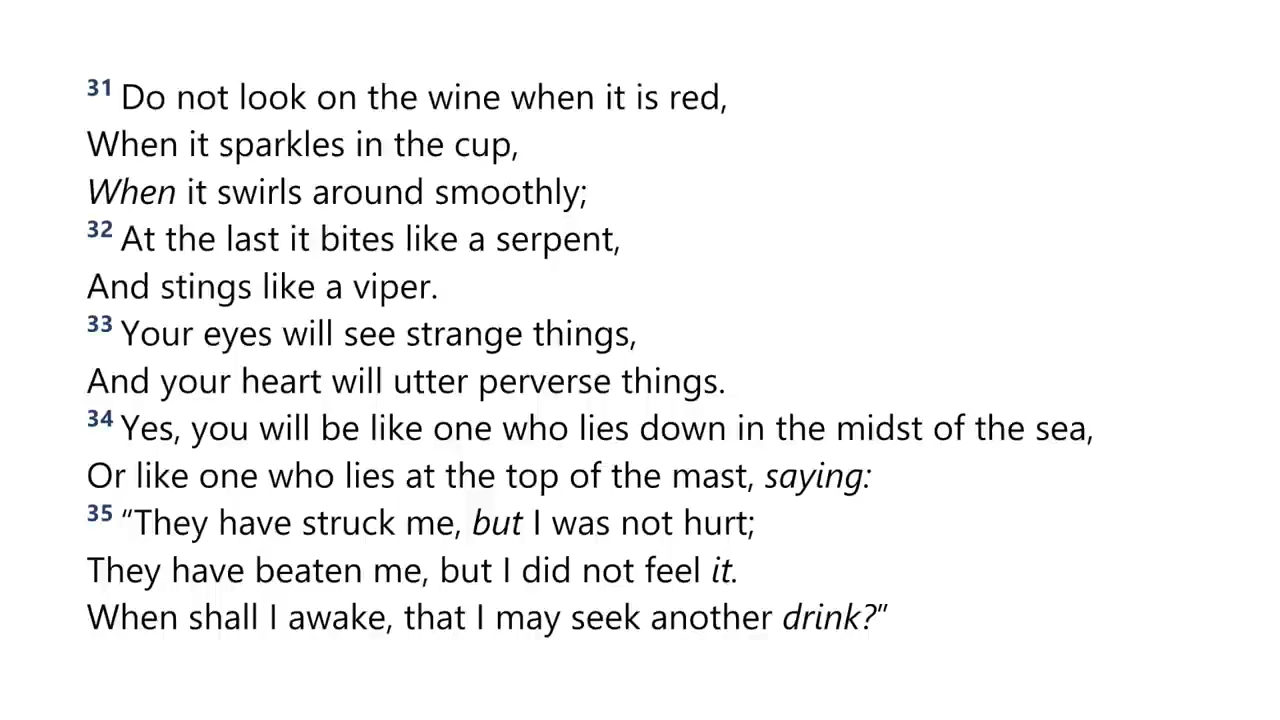 31 Do not look on the wine when it is red,
When it sparkles in the cup,
When it swirls around smoothly;
32 At the last it bites like a serpent,
And stings like a viper.
33 Your eyes will see strange things,
And your heart will utter perverse things.
34 Yes, you will be like one who lies down in the midst of the sea,
Or like one who lies at the top of the mast, saying:
35 “They have struck me, but I was not hurt;
They have beaten me, but I did not feel it.
When shall I awake, that I may seek another drink?”